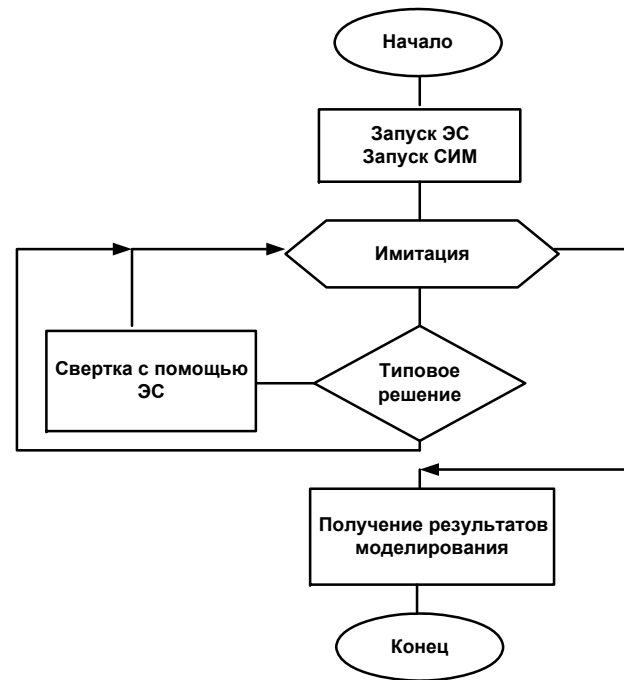 Начало
Запуск ЭС
Запуск СИМ
Имитация
Свертка с помощью
ЭС
Типовое
решение
Получение результатов
моделирования
Конец